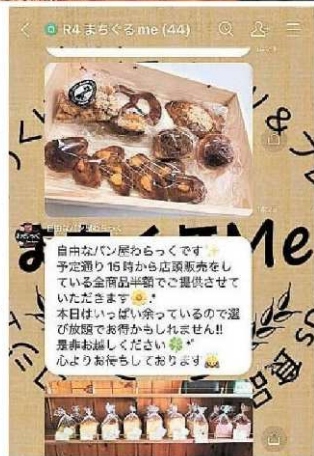 R4 まちぐるme (44)
自由なパン屋わらっくです✨
予定通り16時から店頭販売をし
ている全商品半額でご提供させて
いただきます🌼.*
本日はいっぱい余っているので選
び放題でお得かもしれません!!
是非お越しください🍀*゜
心よりお待ちしております
Me
食品